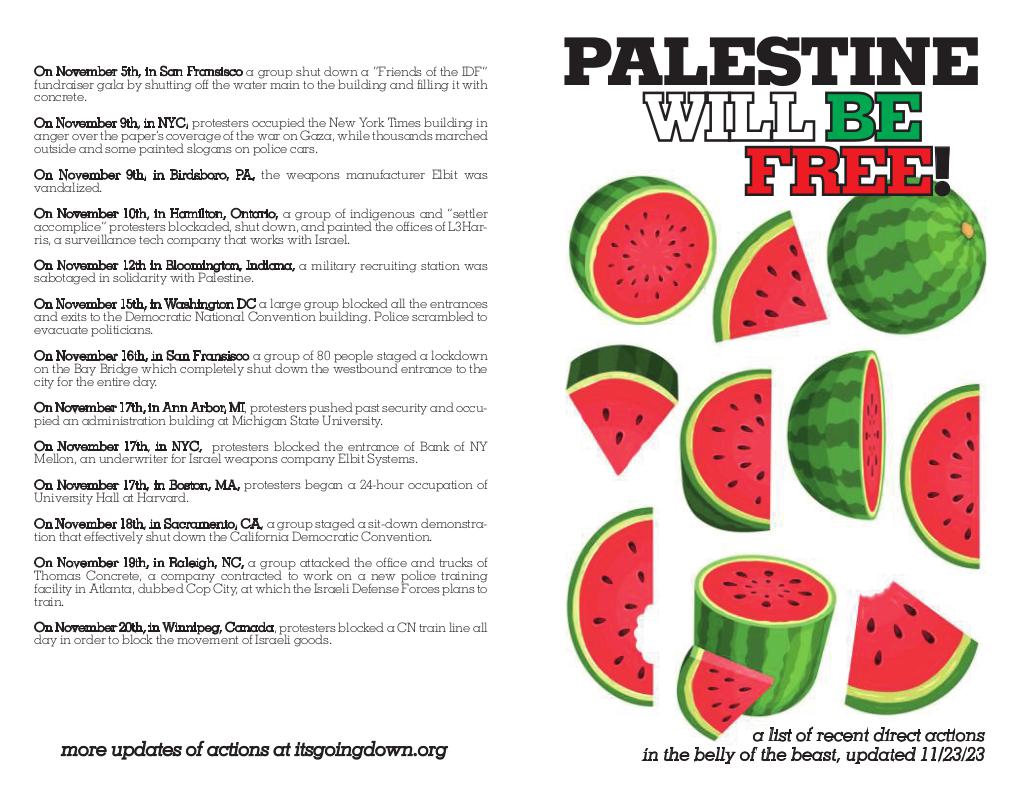 On November 5th, in San Fransisco a group shut down a "Friends of the IDF"
fundraiser gala by shutting off the water main to the building and filling it with
concrete.
On November 9th, in NYC, protesters occupied the New York Times building in
anger over the paper's coverage of the war on Gaza, while thousands marched
outside and some painted slogans on police cars.
On November 9th, in Birdsboro, PA, the weapons manufacturer Elbit was
vandalized.
On November 10th, in Hamilton, Ontario, a group of indigenous and "settler
accomplice" protesters blockaded, shut down, and painted the offices of L3Har-
ris, a surveillance tech company that works with Israel.
On November 12th in Bloomington, Indiana, a military recruiting station was
sabotaged in solidarity with Palestine.
On November 15th, in Washington DC a large group blocked all the entrances
and exits to the Democratic National Convention building. Police scrambled to
evacuate politicians.
On November 16th, in San Fransisco a group of 80 people staged a lockdown
on the Bay Bridge which completely shut down the westbound entrance to the
city for the entire day.
On November 17th, in Ann Arbor, MI, protesters pushed past security and occu-
pied an administration bulding at Michigan State University.
On November 17th, in NYC, protesters blocked the entrance of Bank of NY
Mellon, an underwriter for Israel weapons company Elbit Systems.
On November 17th, in Boston, MA, protesters began a 24-hour occupation of
University Hall at Harvard.
On November 18th, in Sacramento, CA, a group staged a sit-down demonstra-
tion that effectively shut down the California Democratic Convention.
On November 19th, in Raleigh, NC, a group attacked the office and trucks of
Thomas Concrete, a company contracted to work on a new police training
facility in Atlanta, dubbed Cop City, at which the Israeli Defense Forces plans to
train.
On November 20th, in Winnipeg, Canada, protesters blocked a CN train line all
day in order to block the movement of Israeli goods.
more updates of actions at itsgoingdown.org
PALESTINE
WILL BE
FREE!
a list of recent direct actions
in the belly of the beast, updated 11/23/23